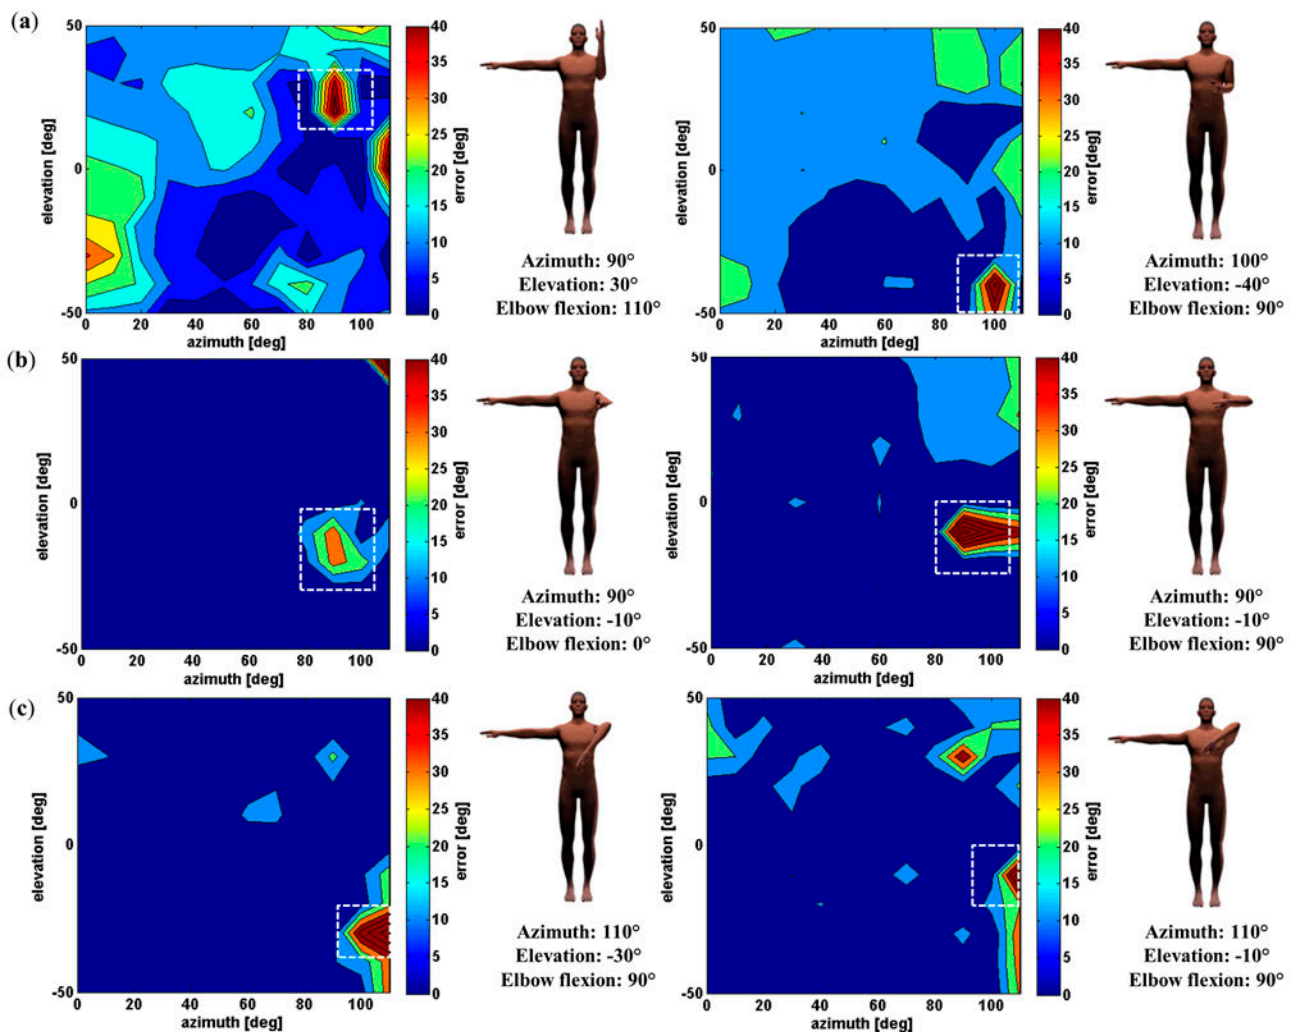 (a)
50
0
-50
elevation [deg]
0 20 40 60 80 100
azimuth [deg]
40
35
30
25
20
15
10
5
0
error [deg]
Azimuth: 90°
Elevation: 30°
Elbow flexion: 110°
50
0
-50
elevation [deg]
0 20 40 60 80 100
azimuth [deg]
40
35
30
25
20
15
10
5
0
error [deg]
Azimuth: 100°
Elevation: -40°
Elbow flexion: 90°
(b)
50
0
-50
elevation [deg]
0 20 40 60 80 100
azimuth [deg]
40
35
30
25
20
15
10
5
0
error [deg]
Azimuth: 90°
Elevation: -10°
Elbow flexion: 0°
50
0
-50
elevation [deg]
0 20 40 60 80 100
azimuth [deg]
40
35
30
25
20
15
10
5
0
error [deg]
Azimuth: 90°
Elevation: -10°
Elbow flexion: 90°
(c)
50
0
-50
elevation [deg]
0 20 40 60 80 100
azimuth [deg]
40
35
30
25
20
15
10
5
0
error [deg]
Azimuth: 110°
Elevation: -30°
Elbow flexion: 90°
50
0
-50
elevation [deg]
0 20 40 60 80 100
azimuth [deg]
40
35
30
25
20
15
10
5
0
error [deg]
Azimuth: 110°
Elevation: -10°
Elbow flexion: 90°